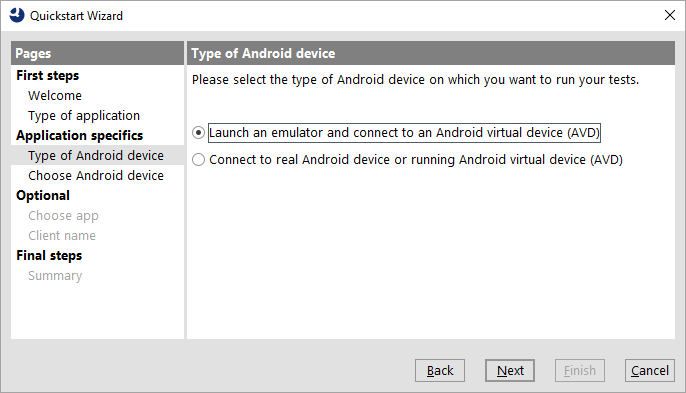 Quickstart Wizard
Pages
First steps
Welcome
Type of application
Application specifics
Type of Android device
Choose Android device
Optional
Choose app
Client name
Final steps
Summary
Type of Android device
Please select the type of Android device on which you want to run your tests.
Launch an emulator and connect to an Android virtual device (AVD)
Connect to real Android device or running Android virtual device (AVD)
Back
Next
Finish
Cancel